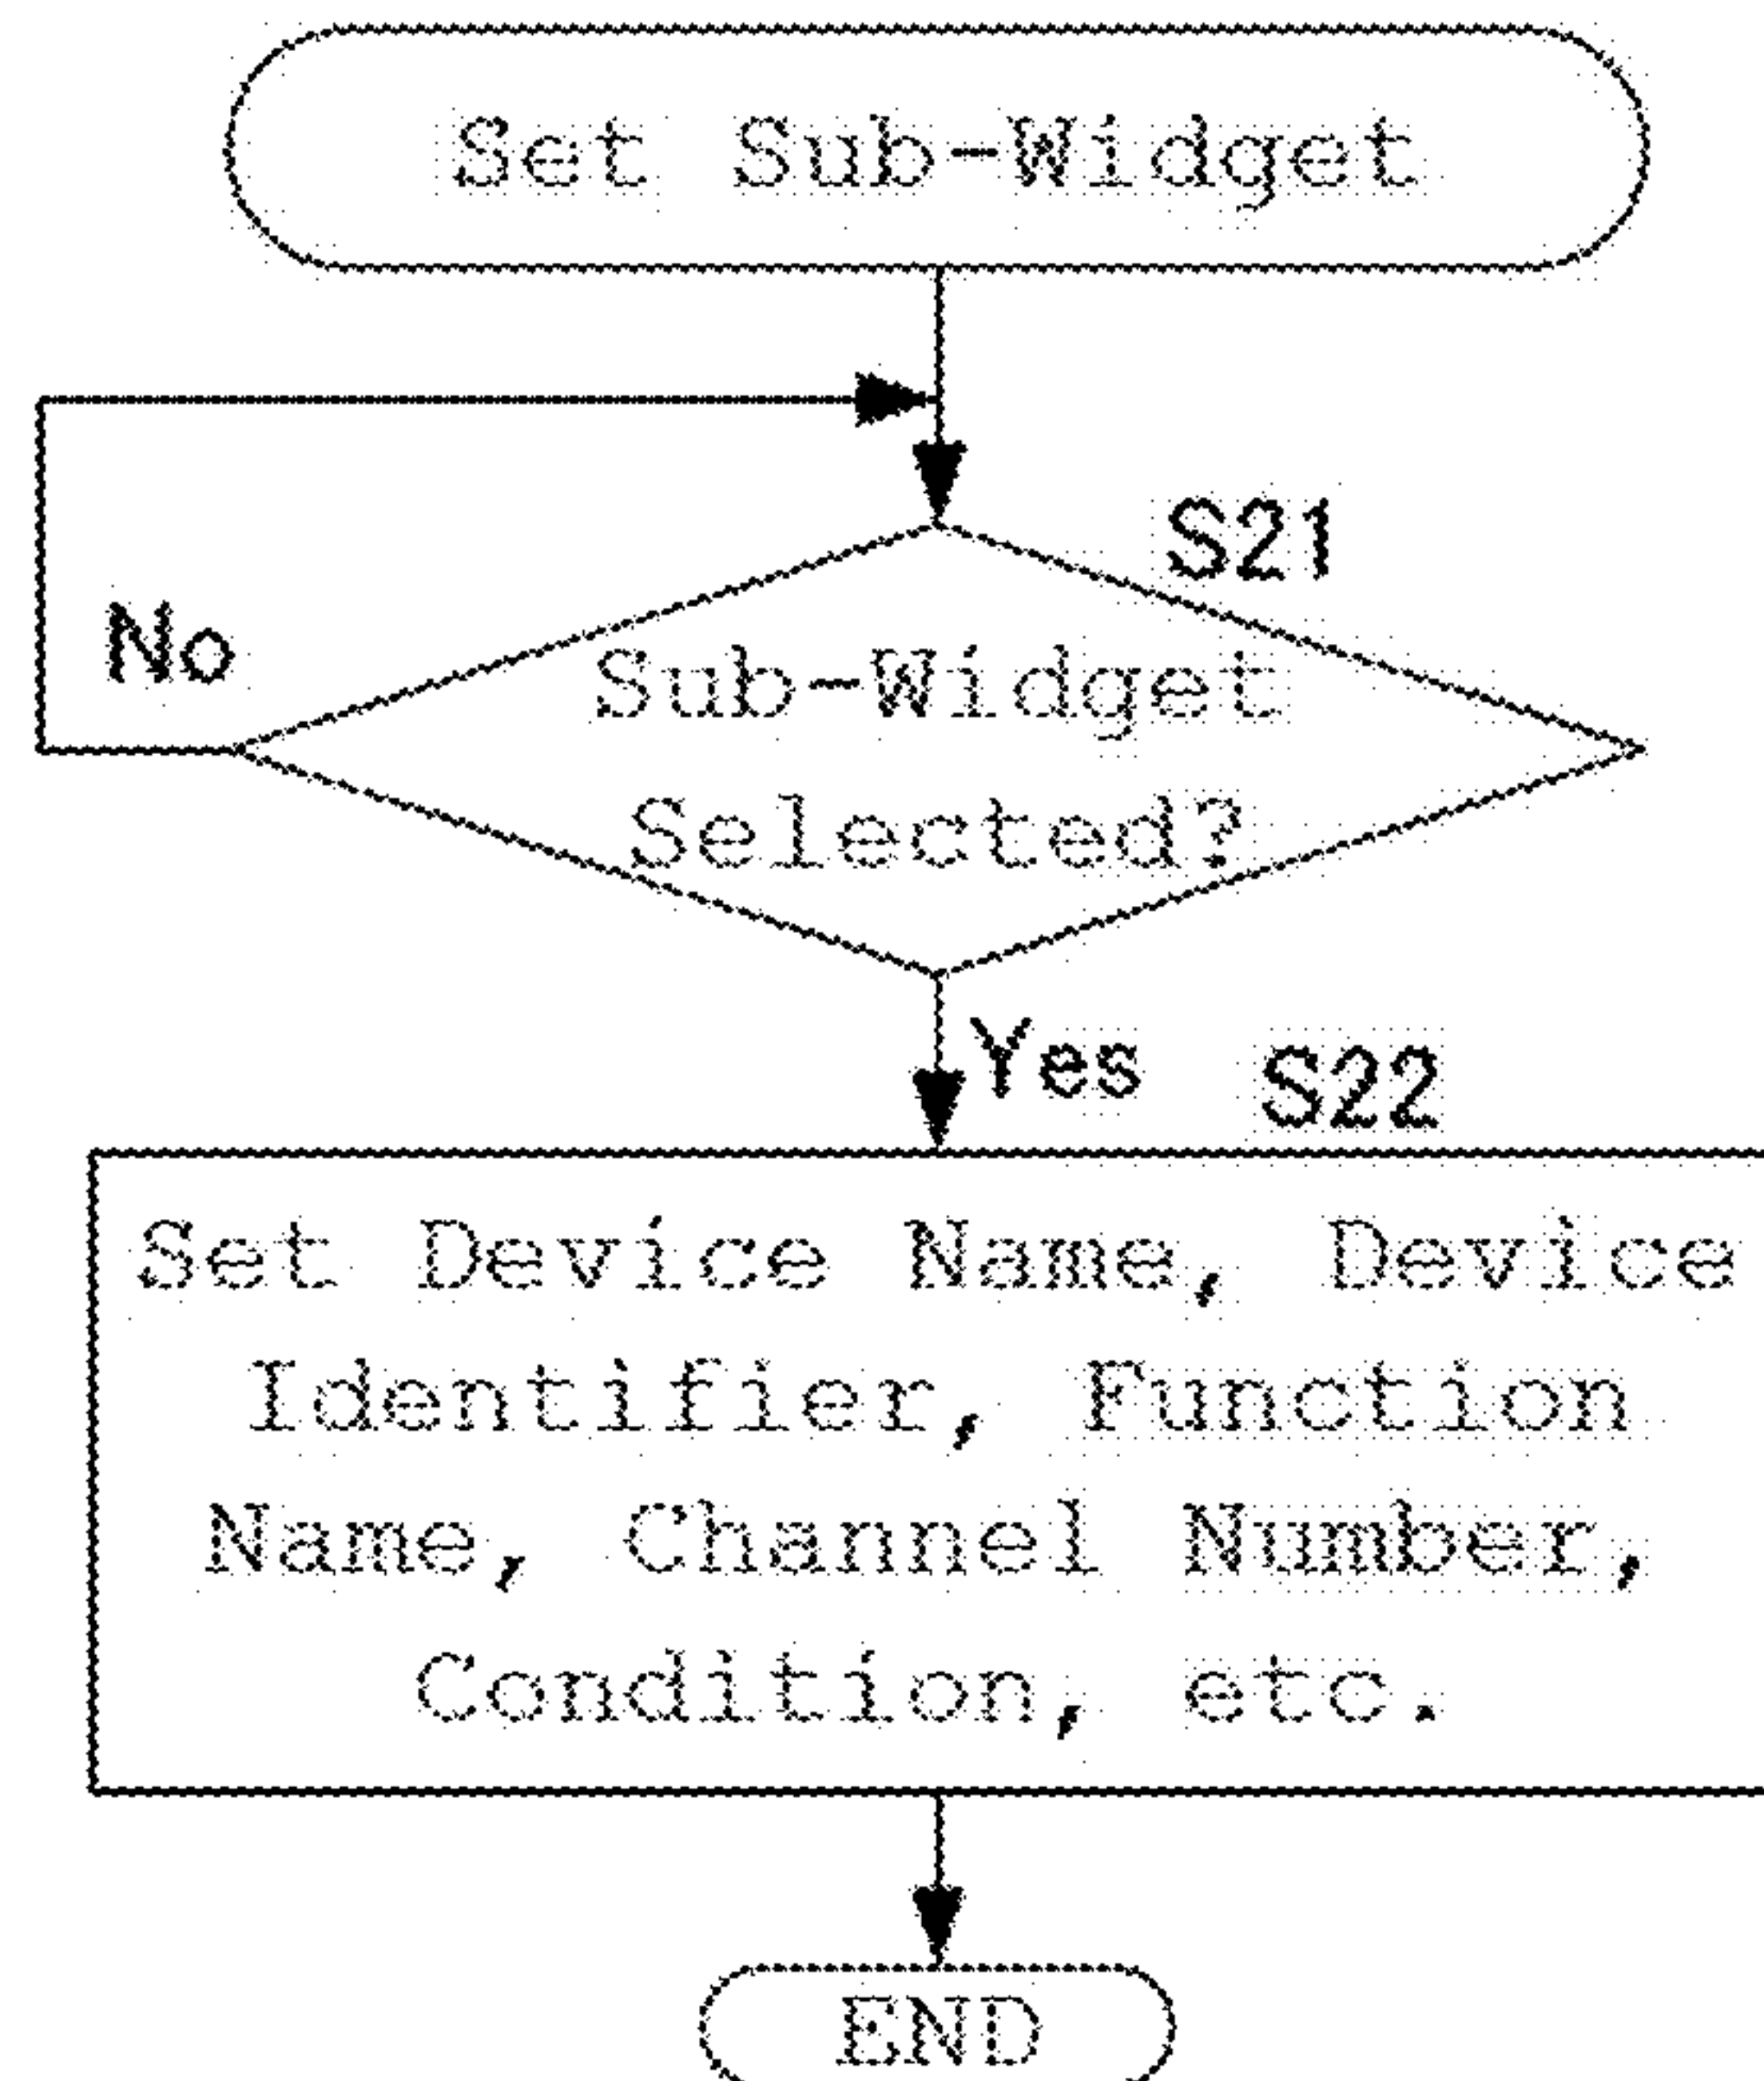 Set Sub-Widget
S21
No
Sub-Widget
Selected?
Yes
S22
Set Device Name, Device
Identifier, Function
Name, Channel Number,
Condition, etc.
END